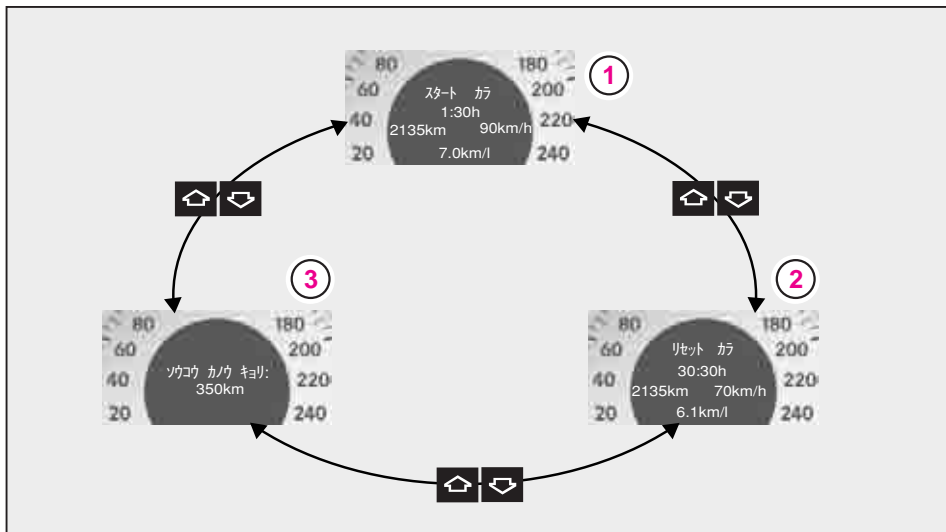 1
80 180
60 200
40 220
20 240
ｽﾀｰﾄ ｶﾗ
1:30h
2135km 90km/h
7.0km/l
3
80 180
60 200
40 220
20 240
ｿｳｺｳ ｶﾉｳ ｷｮﾘ:
350km
2
80 180
60 200
40 220
20 240
ﾘｾｯﾄ ｶﾗ
30:30h
2135km 70km/h
6.1km/l